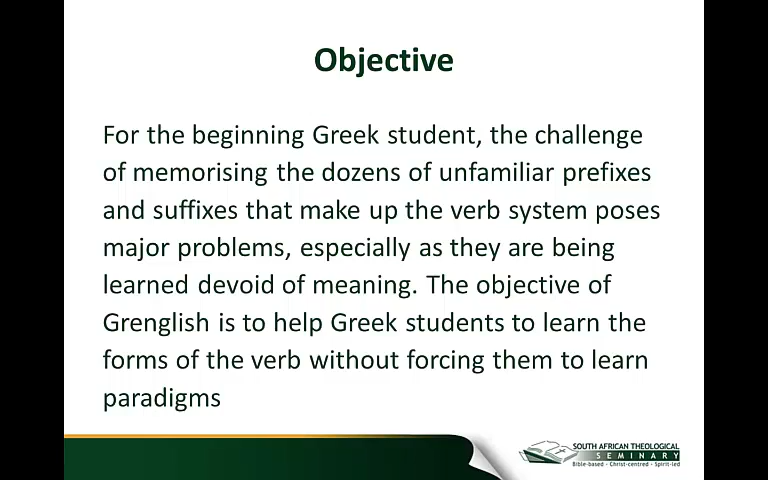 Objective
For the beginning Greek student, the challenge
of memorising the dozens of unfamiliar prefixes
and suffixes that make up the verb system poses
major problems, especially as they are being
learned devoid of meaning. The objective of
Grenglish is to help Greek students to learn the
forms of the verb without forcing them to learn
paradigms
SOUTH AFRICAN THEOLOGICAL
SEMINARY
Bible-based · Christ-centred · Spirit-led